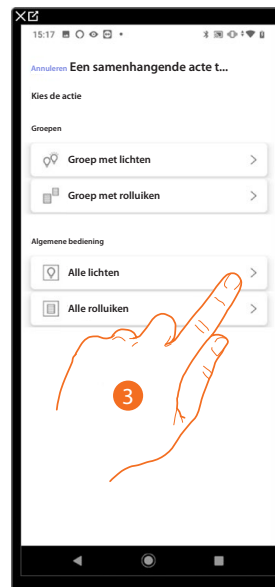 15:17
Annuleren Een samenhangende acte t...
Kies de actie
Groepen
Groep met lichten
Groep met rolluiken
Algemene bediening
Alle lichten
Alle rolluiken
3